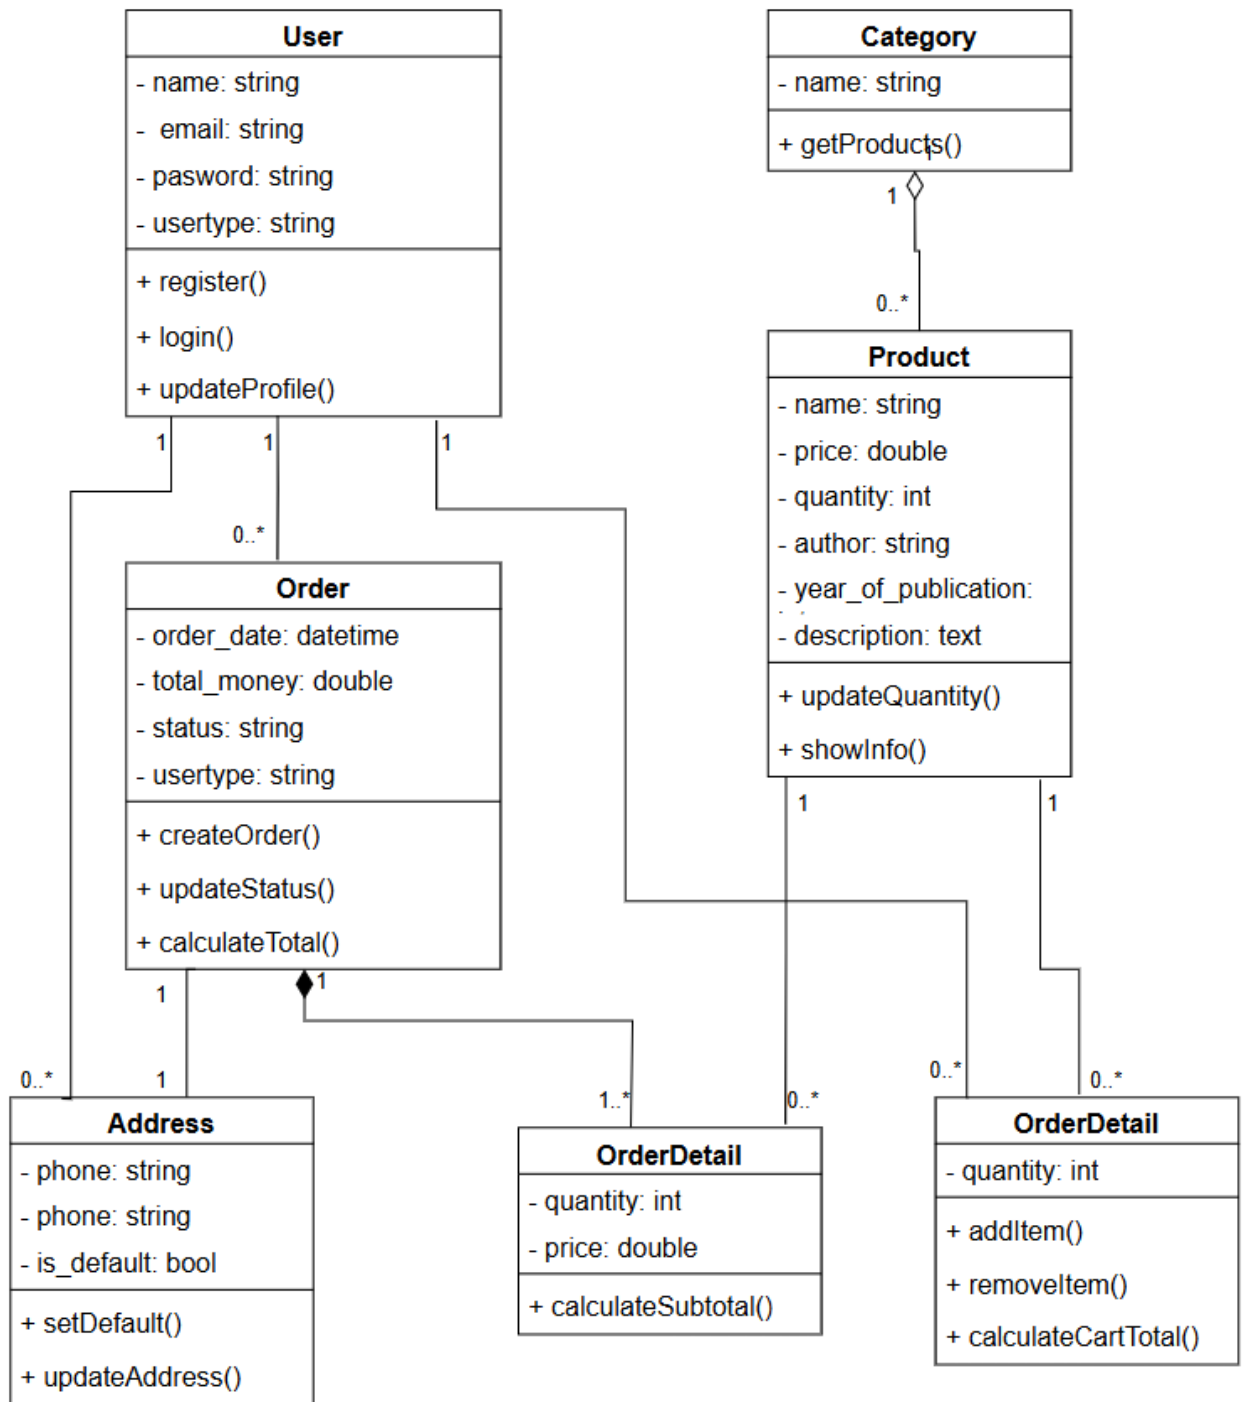 User
- name: string
- email: string
- pasword: string
- usertype: string
+ register()
+ login()
+ updateProfile()
1
1
1
0..*
Category
- name: string
+ getProducts()
1
0..*
Product
- name: string
- price: double
- quantity: int
- author: string
- year_of_publication:
- description: text
+ updateQuantity()
+ showInfo()
1
1
Order
- order_date: datetime
- total_money: double
- status: string
- usertype: string
+ createOrder()
+ updateStatus()
+ calculateTotal()
1
1
0..*
1
1..*
0..*
0..*
0..*
Address
- phone: string
- phone: string
- is_default: bool
+ setDefault()
+ updateAddress()
OrderDetail
- quantity: int
- price: double
+ calculateSubtotal()
OrderDetail
- quantity: int
+ addItem()
+ removeItem()
+ calculateCartTotal()